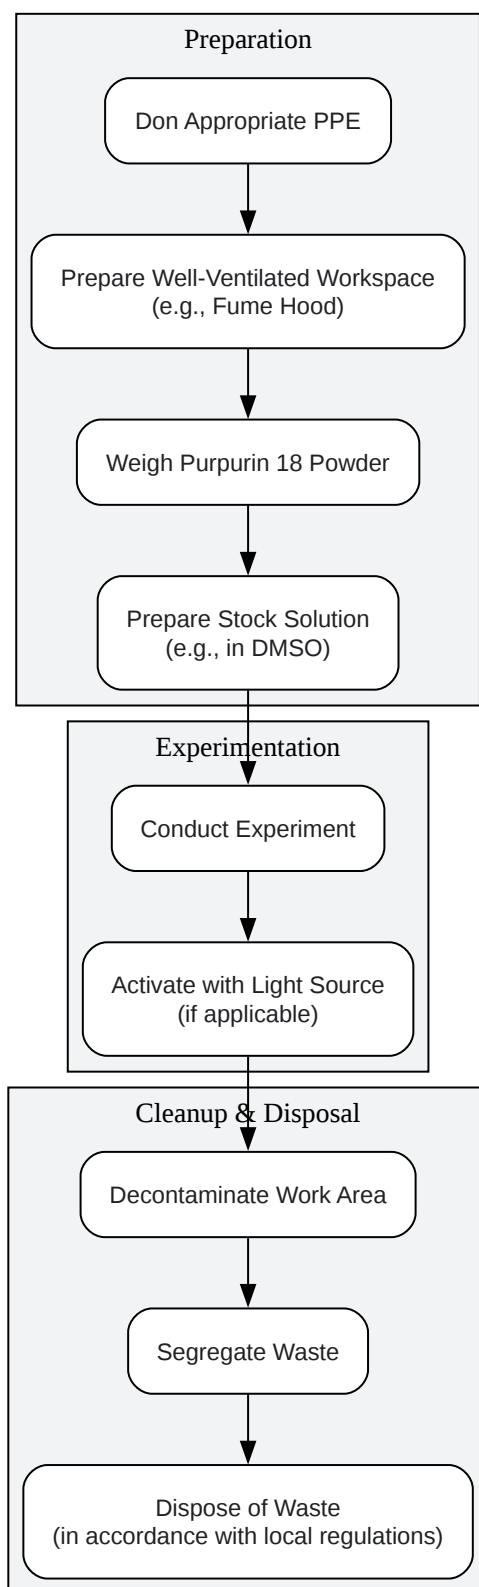 Preparation
Don Appropriate PPE
Prepare Well-Ventilated Workspace
(e.g., Fume Hood)
Weigh Purpurin 18 Powder
Prepare Stock Solution
(e.g., in DMSO)
Experimentation
Conduct Experiment
Activate with Light Source
(if applicable)
Cleanup & Disposal
Decontaminate Work Area
Segregate Waste
Dispose of Waste
(in accordance with local regulations)